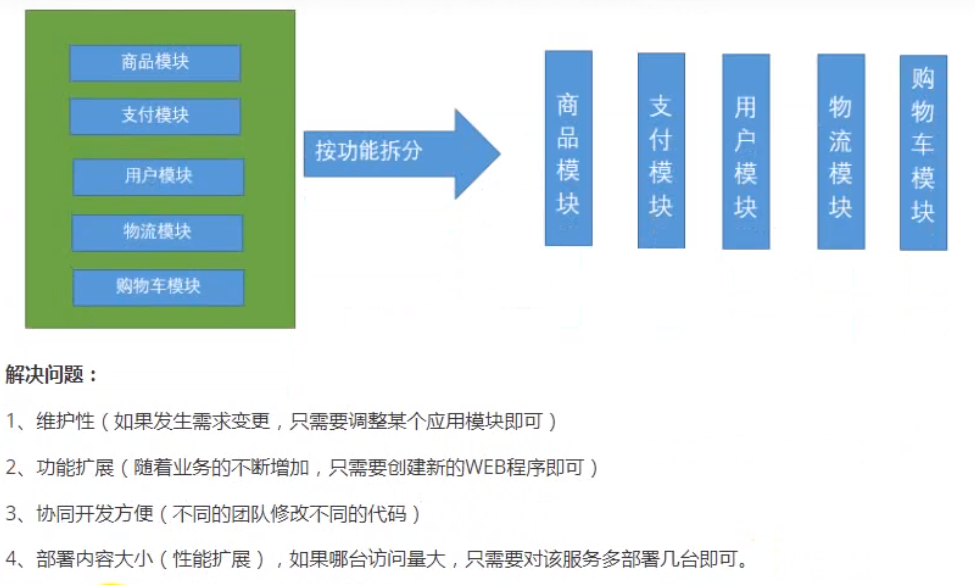 商品模块
支付模块
用户模块
物流模块
购物车模块
按功能拆分
商品模块
支付模块
用户模块
物流模块
购物车模块
解决问题：
1、维护性（如果发生需求变更，只需要调整某个应用模块即可）
2、功能扩展（随着业务的不断增加，只需要创建新的WEB程序即可）
3、协同开发方便（不同的团队修改不同的代码）
4、部署内容大小（性能扩展），如果哪台访问量大，只需要对该服务多部署几台即可。